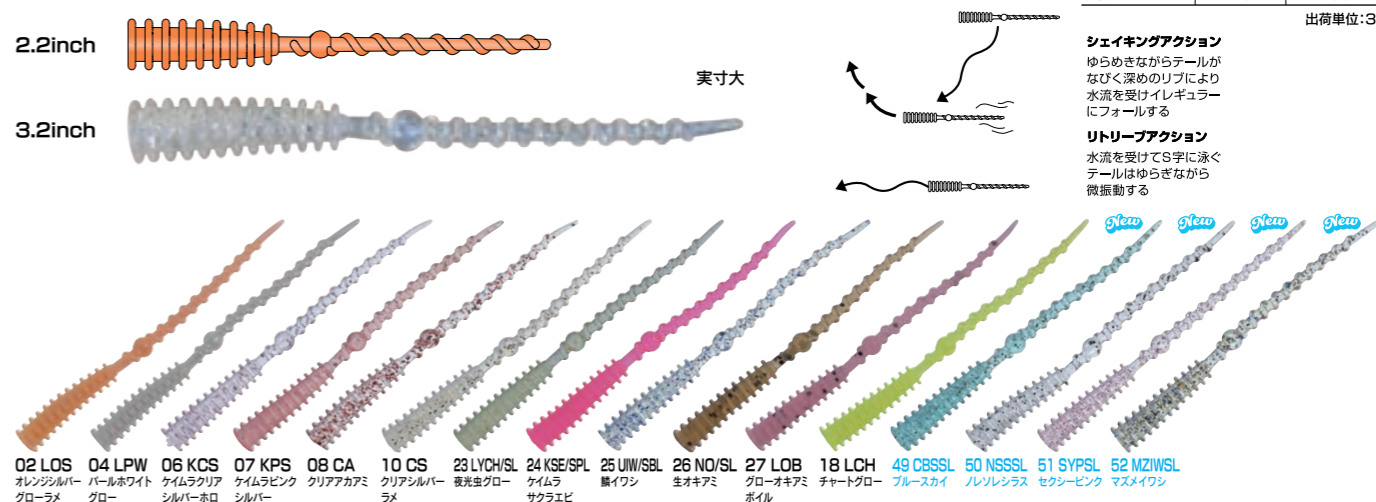 2.2inch
3.2inch
実寸大
出荷単位:3
シェイキングアクション
ゆらめきながらテールが
なびく深めのリブにより
水流を受けイレギュラー
にフォールする
リトリーブアクション
水流を受けてS字に泳ぐ
テールはゆらぎながら
微振動する
New
New
New
New
02 LOS
オレンジシルバー
グローラメ
04 LPW
パールホワイト
グロー
06 KCS
ケイムラクリア
シルバーホロ
07 KPS
ケイムラピンク
シルバー
08 CA
クリアアカアミ
10 CS
クリアシルバー
ラメ
23 LYCH/SL
夜光虫グロー
24 KSE/SPL
ケイムラ
サクラエビ
25 UIW/SBL
鱗イワシ
26 NO/SL
生オキアミ
27 LOB
グローオキアミ
ボイル
18 LCH
チャートグロー
49 CBSSL
ブルースカイ
50 NSSSL
ノレソレシラス
51 SYPSL
セクシーピンク
52 MZIWSL
マズメイワシ